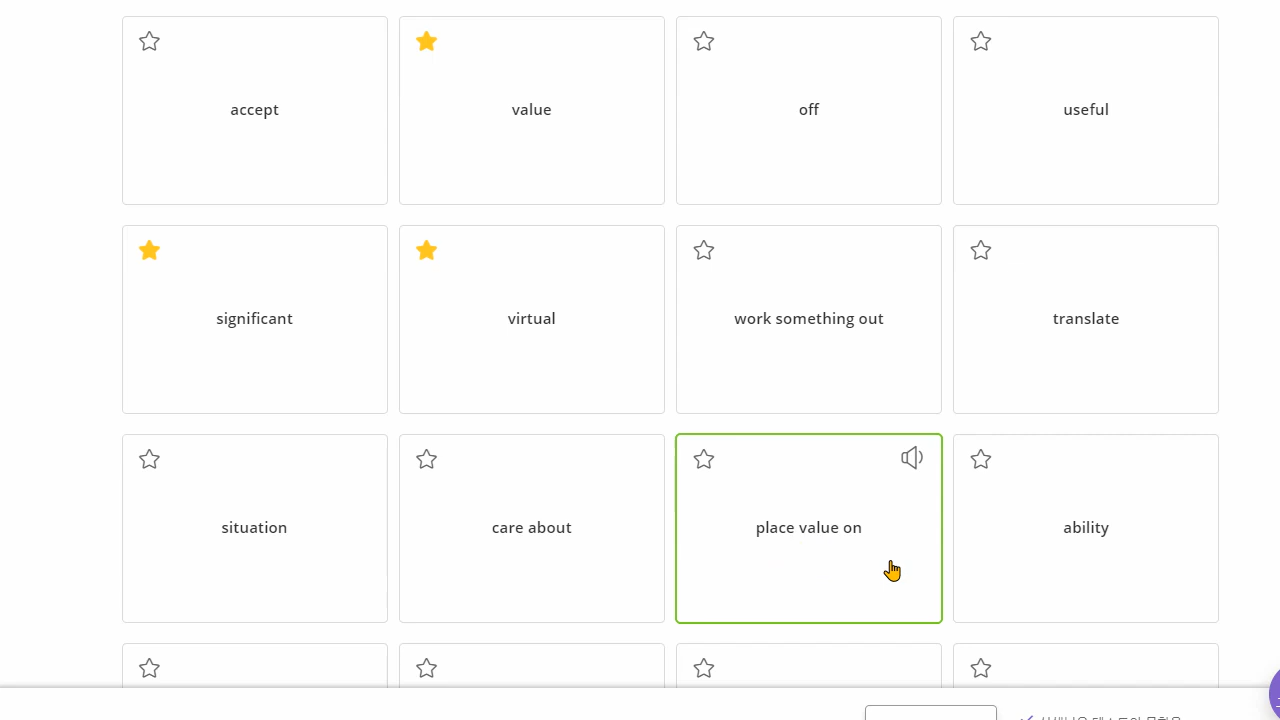 accept
value
off
useful
significant
virtual
work something out
translate
situation
care about
place value on
ability